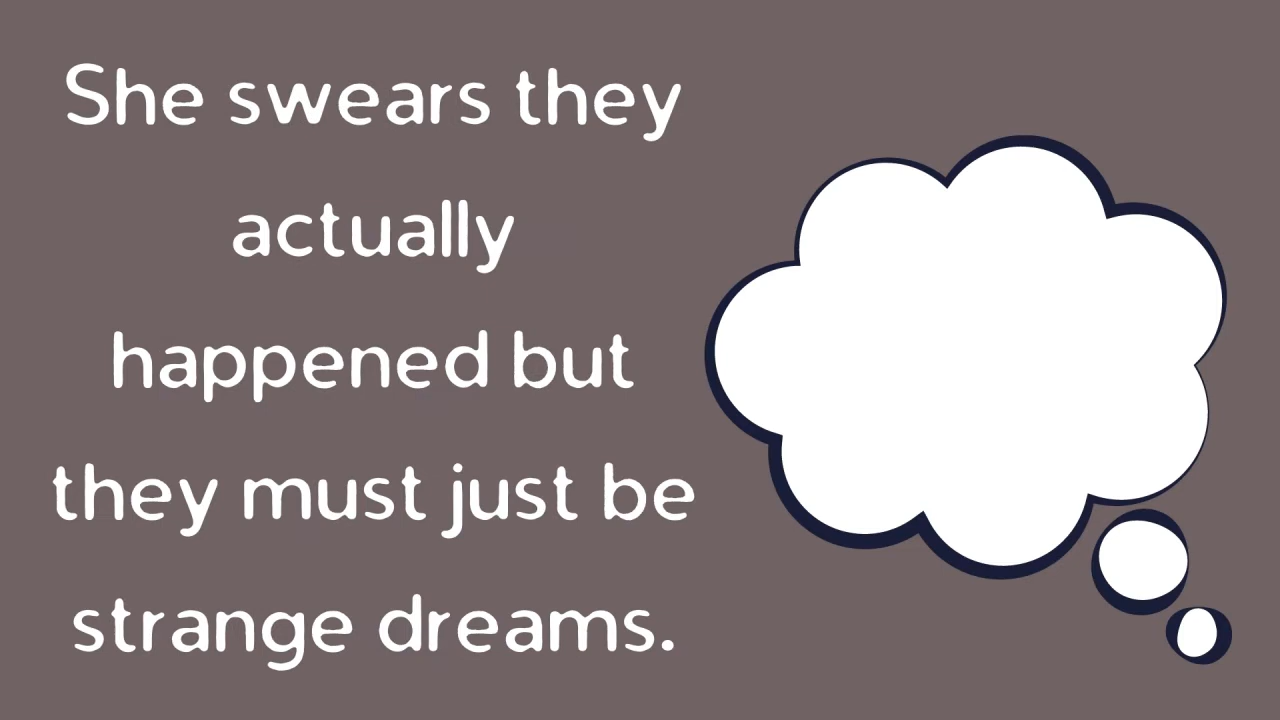 She swears they
actually
happened but
they must just be
strange dreams.